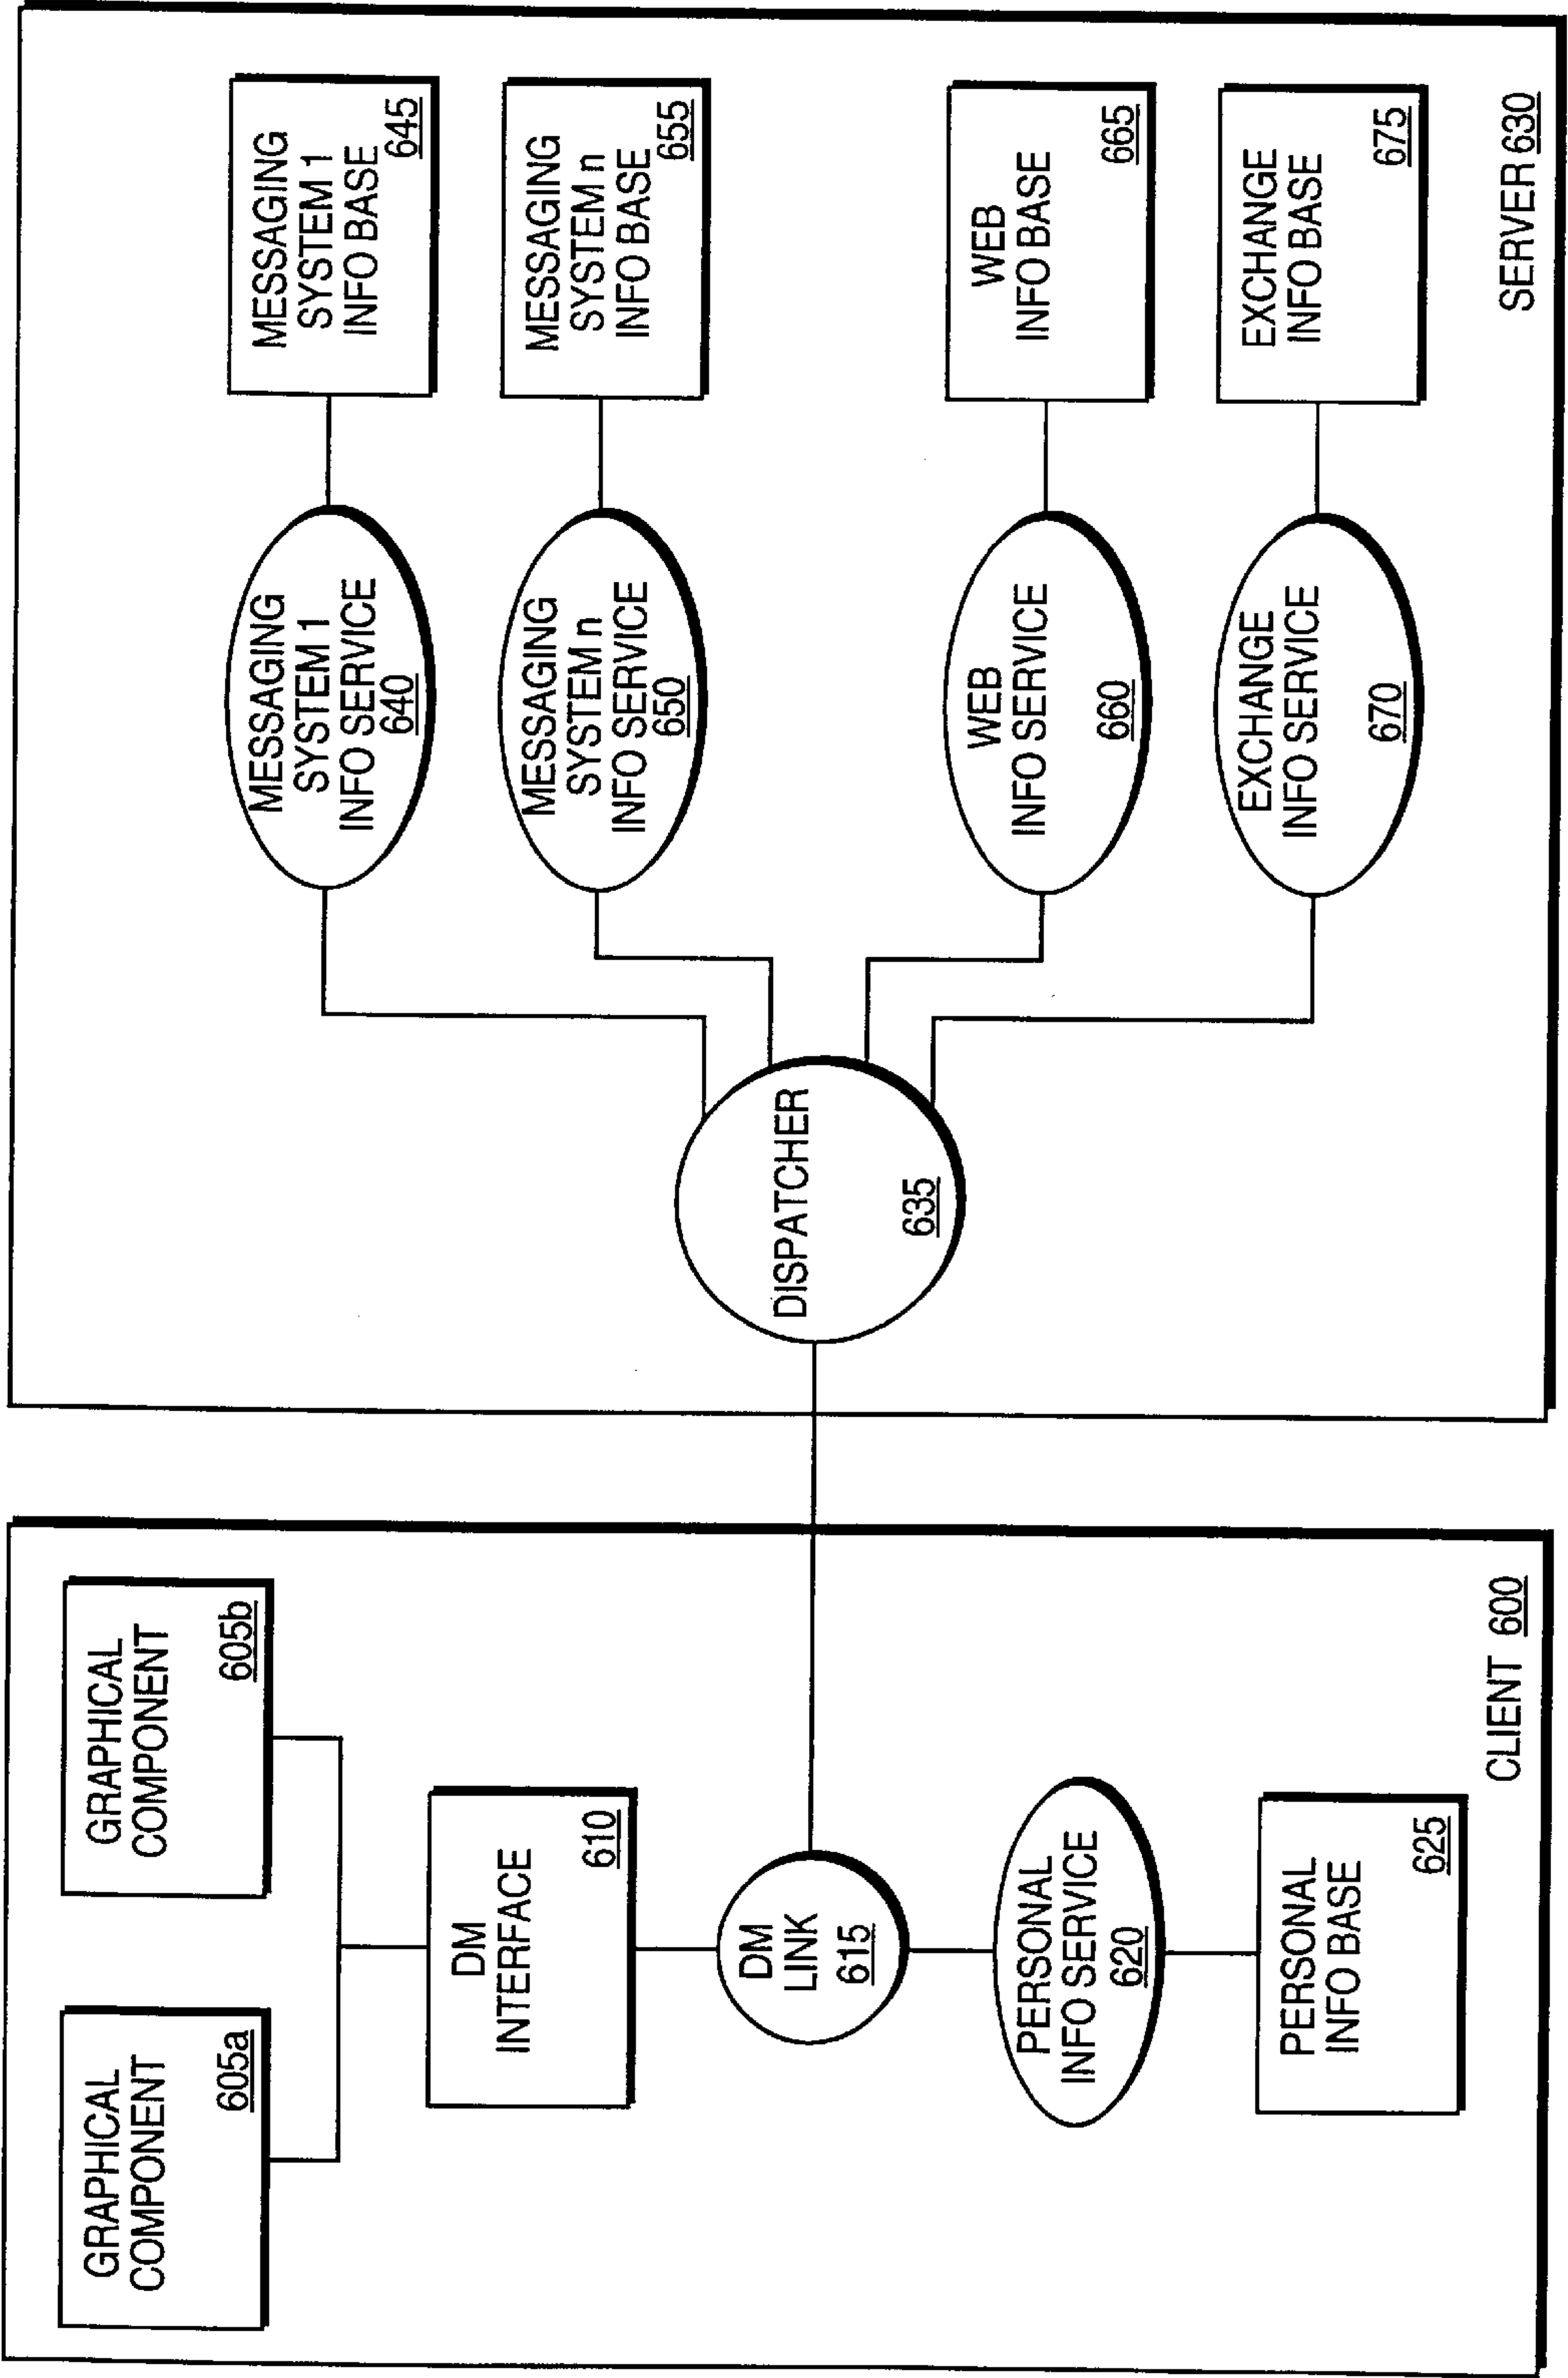 GRAPHICAL
COMPONENT
605a
GRAPHICAL
COMPONENT
605b
DM
INTERFACE
610
DM
LINK
615
PERSONAL
INFO SERVICE
620
PERSONAL
INFO BASE
625
CLIENT 600
DISPATCHER
635
MESSAGING
SYSTEM 1
INFO SERVICE
640
MESSAGING
SYSTEM 1
INFO BASE
645
MESSAGING
SYSTEM n
INFO SERVICE
650
MESSAGING
SYSTEM n
INFO BASE
655
WEB
INFO SERVICE
660
WEB
INFO BASE
665
EXCHANGE
INFO SERVICE
670
EXCHANGE
INFO BASE
675
SERVER 630